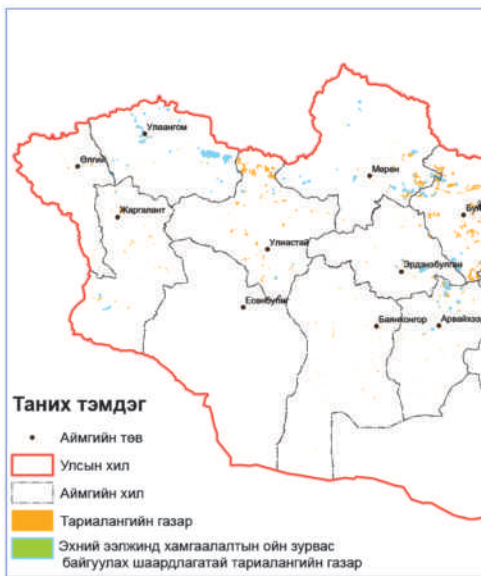 Улаангом
Өлгий
Мөрөн
Жаргалант
Улиастай
Эрдэнэбулган
Есөнбулаг
Баянхонгор
Арвайхээр
Таних тэмдэг
Аймгийн төв
Улсын хил
Аймгийн хил
Тариалангийн газар
Эхний ээлжинд хамгаалалтын ойн зурвас
байгуулах шаардлагатай тариалангийн газар